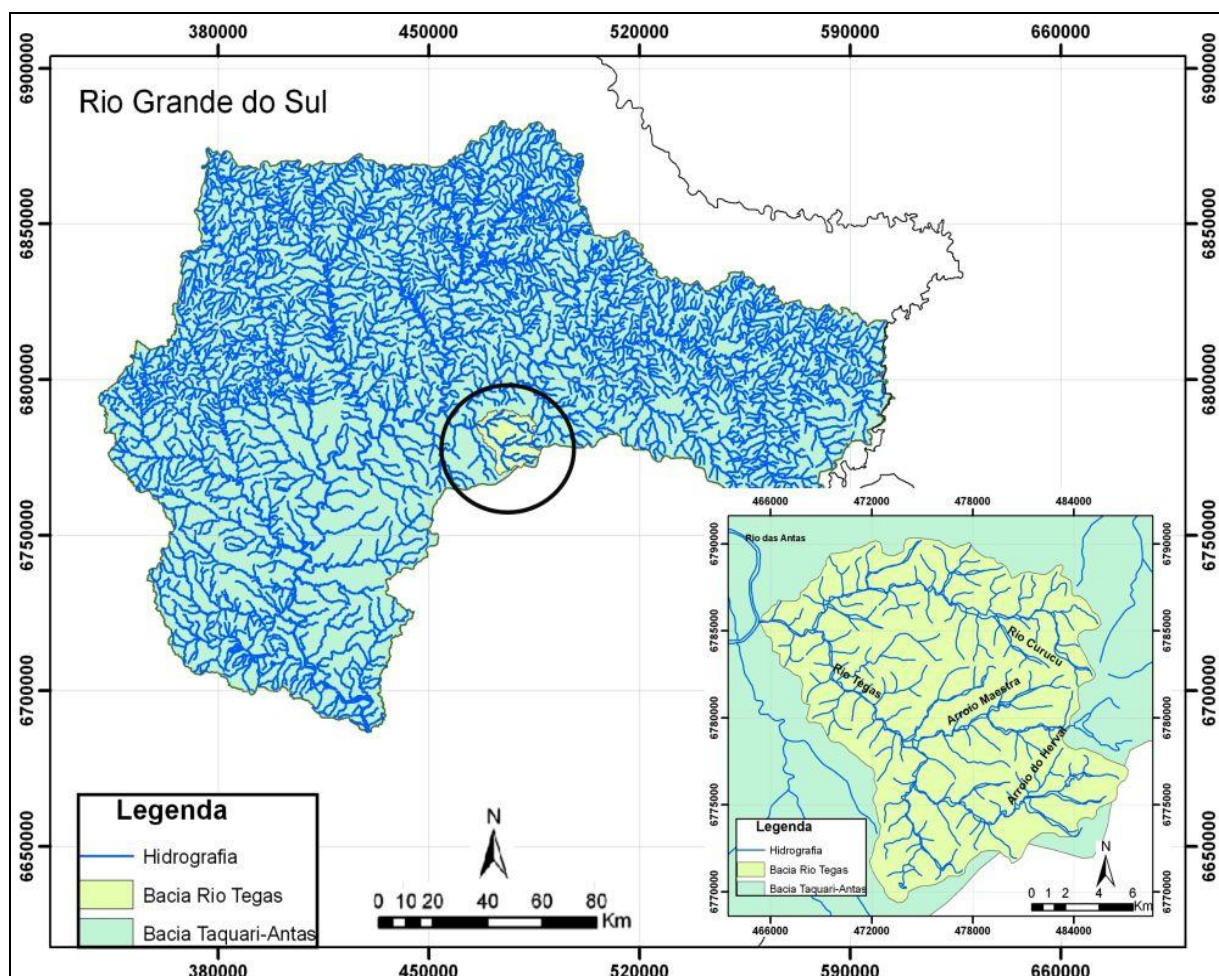 380000 450000 520000 590000 660000
6900000
6900000
Rio Grande do Sul
6850000
6850000
6800000
6800000
6750000
6750000
6700000
6700000
6650000
6650000
Legenda
Hidrografia
Bacia Rio Tegas
Bacia Taquari-Antas
N
0 10 20 40 60 80
Km
380000 450000 520000 590000 660000
466000 472000 478000 484000
6790000
6790000
Rio das Antas
6785000
6785000
Rio Curucu
Rio Tegas
Arroio Maestra
6780000
6780000
Arroio do Herval
6775000
6775000
6770000
6770000
Legenda
Hidrografia
Bacia Rio Tegas
Bacia Taquari-Antas
N
0 1 2 4 6
Km
466000 472000 478000 484000